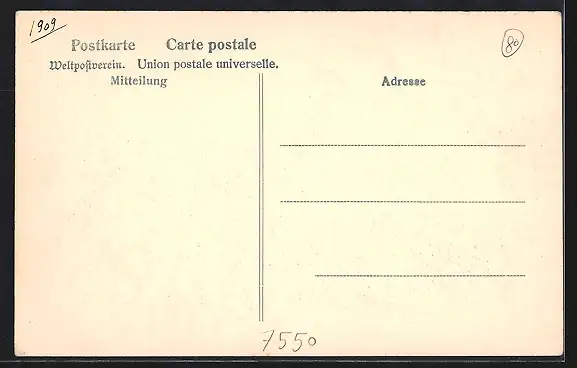 1909
80
Postkarte Carte postale
Weltpostverein. Union postale universelle.
Mitteilung
Adresse
7550